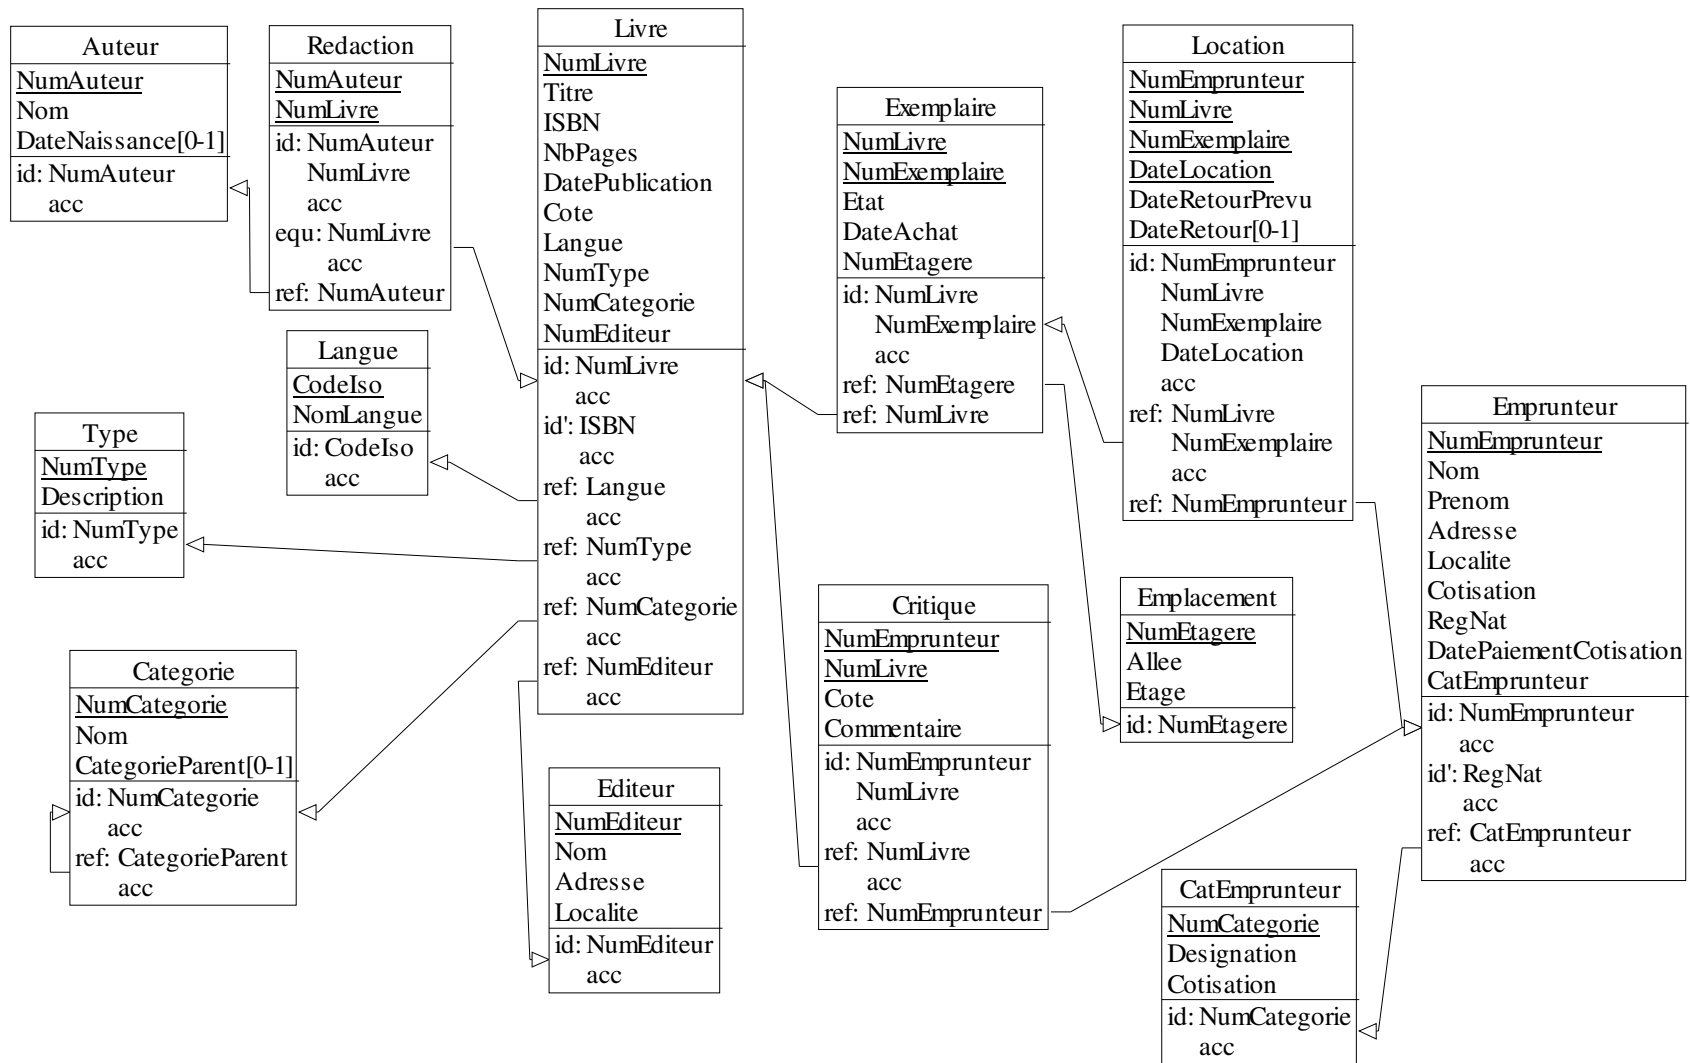 Auteur
NumAuteur
Nom
DateNaissance[0-1]
id: NumAuteur
acc
Redaction
NumAuteur
NumLivre
id: NumAuteur
NumLivre
acc
equ: NumLivre
acc
ref: NumAuteur
Livre
NumLivre
Titre
ISBN
NbPages
DatePublication
Cote
Langue
NumType
NumCategorie
NumEditeur
id: NumLivre
acc
id': ISBN
acc
ref: Langue
acc
ref: NumType
acc
ref: NumCategorie
acc
ref: NumEditeur
acc
Exemplaire
NumLivre
NumExemplaire
Etat
DateAchat
NumEtagere
id: NumLivre
NumExemplaire
acc
ref: NumEtagere
ref: NumLivre
Location
NumEmprunteur
NumLivre
NumExemplaire
DateLocation
DateRetourPrevu
DateRetour[0-1]
id: NumEmprunteur
NumLivre
NumExemplaire
DateLocation
acc
ref: NumLivre
NumExemplaire
acc
ref: NumEmprunteur
Langue
CodeIso
NomLangue
id: CodeIso
acc
Type
NumType
Description
id: NumType
acc
Emprunteur
NumEmprunteur
Nom
Prenom
Adresse
Localite
Cotisation
RegNat
DatePaiementCotisation
CatEmprunteur
id: NumEmprunteur
acc
id': RegNat
acc
ref: CatEmprunteur
acc
Critique
NumEmprunteur
NumLivre
Cote
Commentaire
id: NumEmprunteur
NumLivre
acc
ref: NumLivre
acc
ref: NumEmprunteur
Emplacement
NumEtagere
Allee
Etage
id: NumEtagere
Categorie
NumCategorie
Nom
CategorieParent[0-1]
id: NumCategorie
acc
ref: CategorieParent
acc
Editeur
NumEditeur
Nom
Adresse
Localite
id: NumEditeur
acc
CatEmprunteur
NumCategorie
Designation
Cotisation
id: NumCategorie
acc